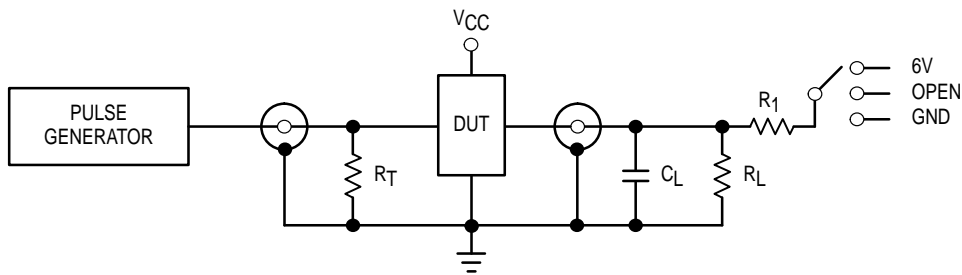 VCC
PULSE
GENERATOR
DUT
RT
CL
RL
R1
6V
OPEN
GND